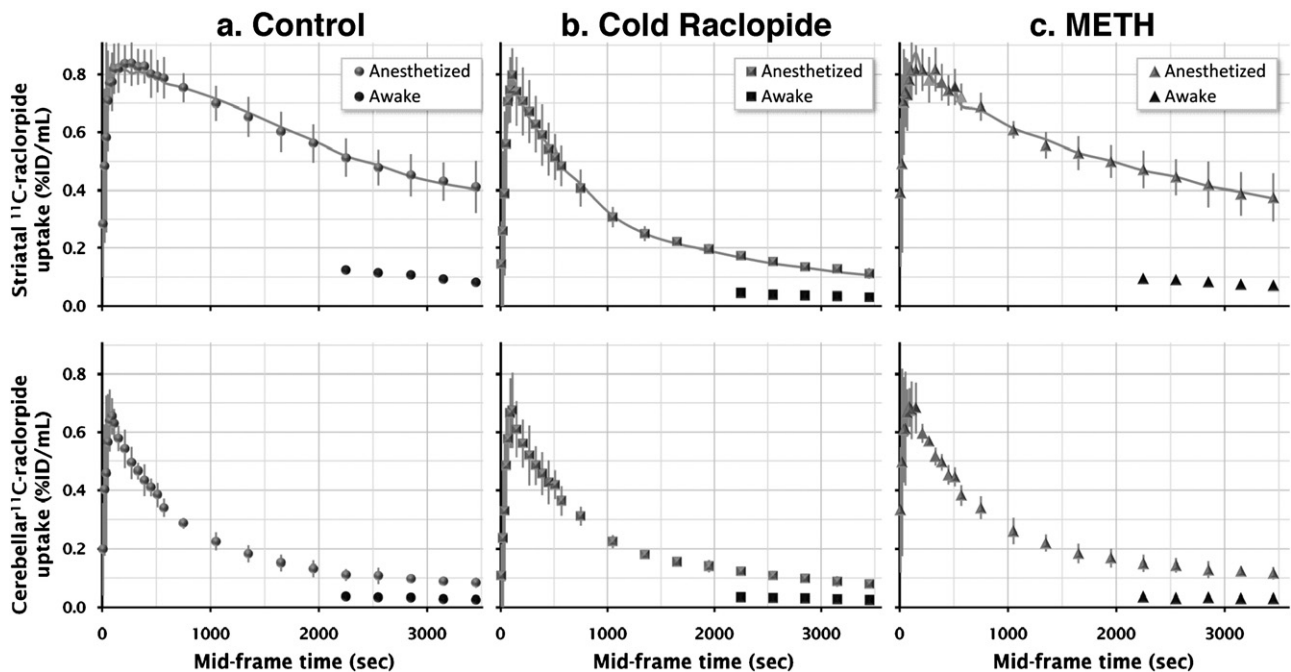 a. Control
b. Cold Raclopide
c. METH
Striatal ¹¹C-raclorpide
uptake (%ID/mL)
0.8
0.6
0.4
0.2
0.0
Anesthetized
Awake
Anesthetized
Awake
Anesthetized
Awake
Cerebellar¹¹C-raclorpide
uptake (%ID/mL)
0.8
0.6
0.4
0.2
0.0
0 1000 2000 3000
0 1000 2000 3000
0 1000 2000 3000
Mid-frame time (sec)
Mid-frame time (sec)
Mid-frame time (sec)